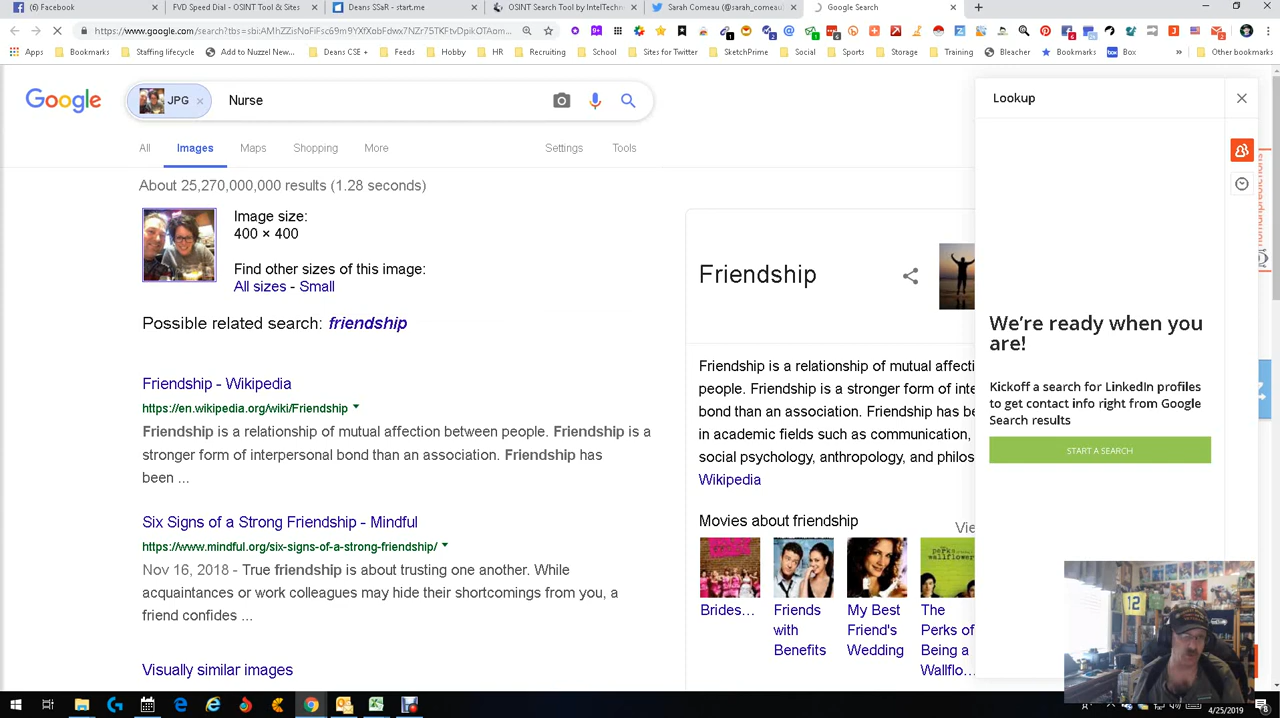 (1) Facebook
FVD Speed Dial - OSINT Tool & Sites
Deans SSaR - start.me
OSINT Search Tool by IntelTechn
Sarah Comeau (@sarah_comeau
Google Search
https://www.google.com/search?tbs=
Apps
Bookmarks
Staffing lifecycle
Add to Nuzzel New...
Deans CSE
Feeds
Hobby
HR
Recruiting
School
Sites for Twitter
SketchPrime
Social
Sports
Storage
Training
Bleacher
Bookmarks
Box
»
Other bookmarks
Google
JPG ×
Nurse
Lookup
All
Images
Maps
Shopping
More
Settings
Tools
About 25,270,000,000 results (1.28 seconds)
Image size:
400 × 400
Find other sizes of this image:
All sizes - Small
Possible related search: friendship
Friendship - Wikipedia
https://en.wikipedia.org/wiki/Friendship
Friendship is a relationship of mutual affection between people. Friendship is a
stronger form of interpersonal bond than an association. Friendship has
been ...
Six Signs of a Strong Friendship - Mindful
https://www.mindful.org/six-signs-of-a-strong-friendship/
Nov 16, 2018 - True friendship is about trusting one another. While
acquaintances or work colleagues may hide their shortcomings from you, a
friend confides ...
Visually similar images
Friendship
Friendship is a relationship of mutual affecti
people. Friendship is a stronger form of inte
bond than an association. Friendship has be
in academic fields such as communication,
social psychology, anthropology, and philos
Wikipedia
Movies about friendship
Vie
Brides...
Friends
with
Benefits
My Best
Friend's
Wedding
The
Perks of
Being a
Wallflo...
We're ready when you
are!
Kickoff a search for LinkedIn profiles
to get contact info right from Google
Search results
START A SEARCH
12
4/25/2019